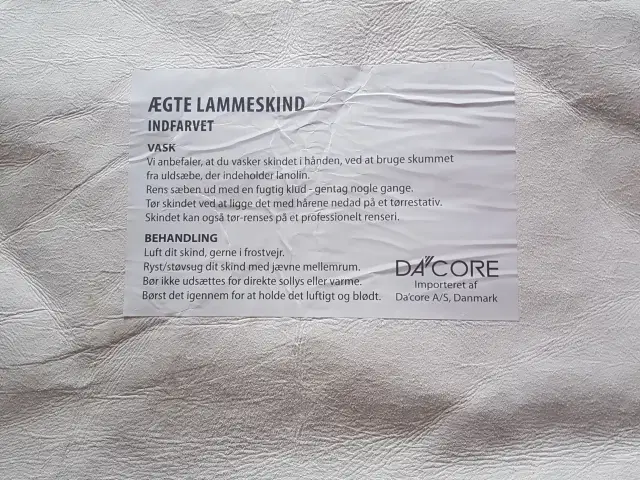 ÆGTE LAMMESKIND
INDFARVET
VASK
Vi anbefaler, at du vasker skindet i hånden, ved at bruge skummet
fra uldsæbe, der indeholder lanolin.
Rens sæben ud med en fugtig klud - gentag nogle gange.
Tør skindet ved at ligge det med hårene nedad på et tørrestativ.
Skindet kan også tør-renses på et professionelt renseri.
BEHANDLING
Luft dit skind, gerne i frostvejr.
Ryst/støvsug dit skind med jævne mellemrum.
Bør ikke udsættes for direkte sollys eller varme.
Børst det igennem for at holde det luftigt og blødt.
DA'CORE
Importeret af
Da'core A/S, Danmark